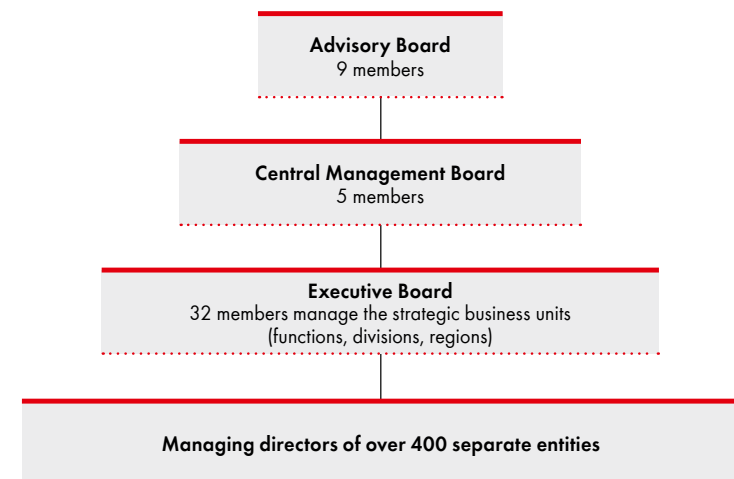 Advisory Board
9 members
Central Management Board
5 members
Executive Board
32 members manage the strategic business units
(functions, divisions, regions)
Managing directors of over 400 separate entities